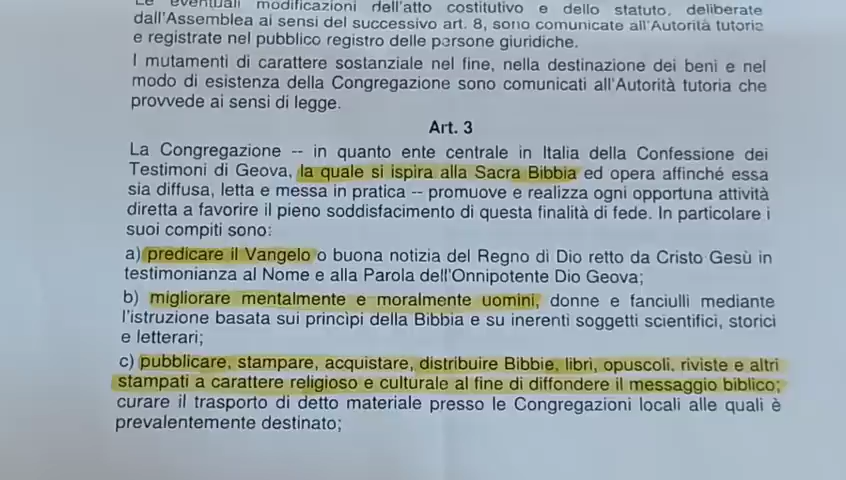 Le eventuali modificazioni dell'atto costitutivo e dello statuto, deliberate
dall'Assemblea ai sensi del successivo art. 8, sono comunicate all'Autorità tutoria
e registrate nel pubblico registro delle persone giuridiche.
I mutamenti di carattere sostanziale nel fine, nella destinazione dei beni e nel
modo di esistenza della Congregazione sono comunicati all'Autorità tutoria che
provvede ai sensi di legge.
Art. 3
La Congregazione -- in quanto ente centrale in Italia della Confessione dei
Testimoni di Geova, la quale si ispira alla Sacra Bibbia ed opera affinché essa
sia diffusa, letta e messa in pratica -- promuove e realizza ogni opportuna attività
diretta a favorire il pieno soddisfacimento di questa finalità di fede. In particolare i
suoi compiti sono:
a) predicare il Vangelo o buona notizia del Regno di Dio retto da Cristo Gesù in
testimonianza al Nome e alla Parola dell'Onnipotente Dio Geova;
b) migliorare mentalmente e moralmente uomini, donne e fanciulli mediante
l'istruzione basata sui princìpi della Bibbia e su inerenti soggetti scientifici, storici
e letterari;
c) pubblicare, stampare, acquistare, distribuire Bibbie, libri, opuscoli, riviste e altri
stampati a carattere religioso e culturale al fine di diffondere il messaggio biblico;
curare il trasporto di detto materiale presso le Congregazioni locali alle quali è
prevalentemente destinato;